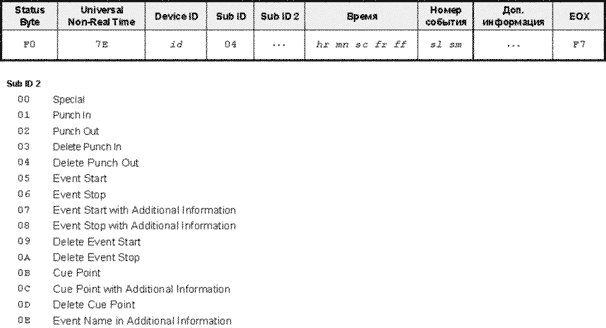 Status Byte Universal Non-Real Time Device ID Sub ID Sub ID 2 Время Номер события Доп. информация EOX
F0 7E id 04 ... hr mn sc fr ff sl sm ... F7
Sub ID 2
00 Special
01 Punch In
02 Punch Out
03 Delete Punch In
04 Delete Punch Out
05 Event Start
06 Event Stop
07 Event Start with Additional Information
08 Event Stop with Additional Information
09 Delete Event Start
0A Delete Event Stop
0B Cue Point
0C Cue Point with Additional Information
0D Delete Cue Point
0E Event Name in Additional Information